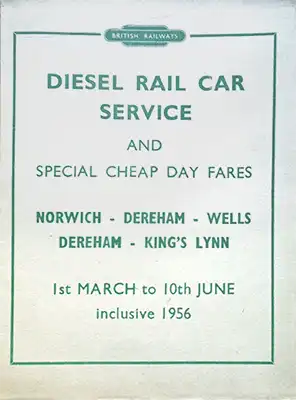 BRITISH RAILWAYS
DIESEL RAIL CAR
SERVICE
AND
SPECIAL CHEAP DAY FARES
NORWICH - DEREHAM - WELLS
DEREHAM - KING'S LYNN
1st MARCH to 10th JUNE
inclusive 1956